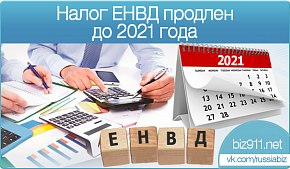 Налог ЕНВД продлен
до 2021 года
2021
ЕНВД
biz911.net
vk.com/russiabiz